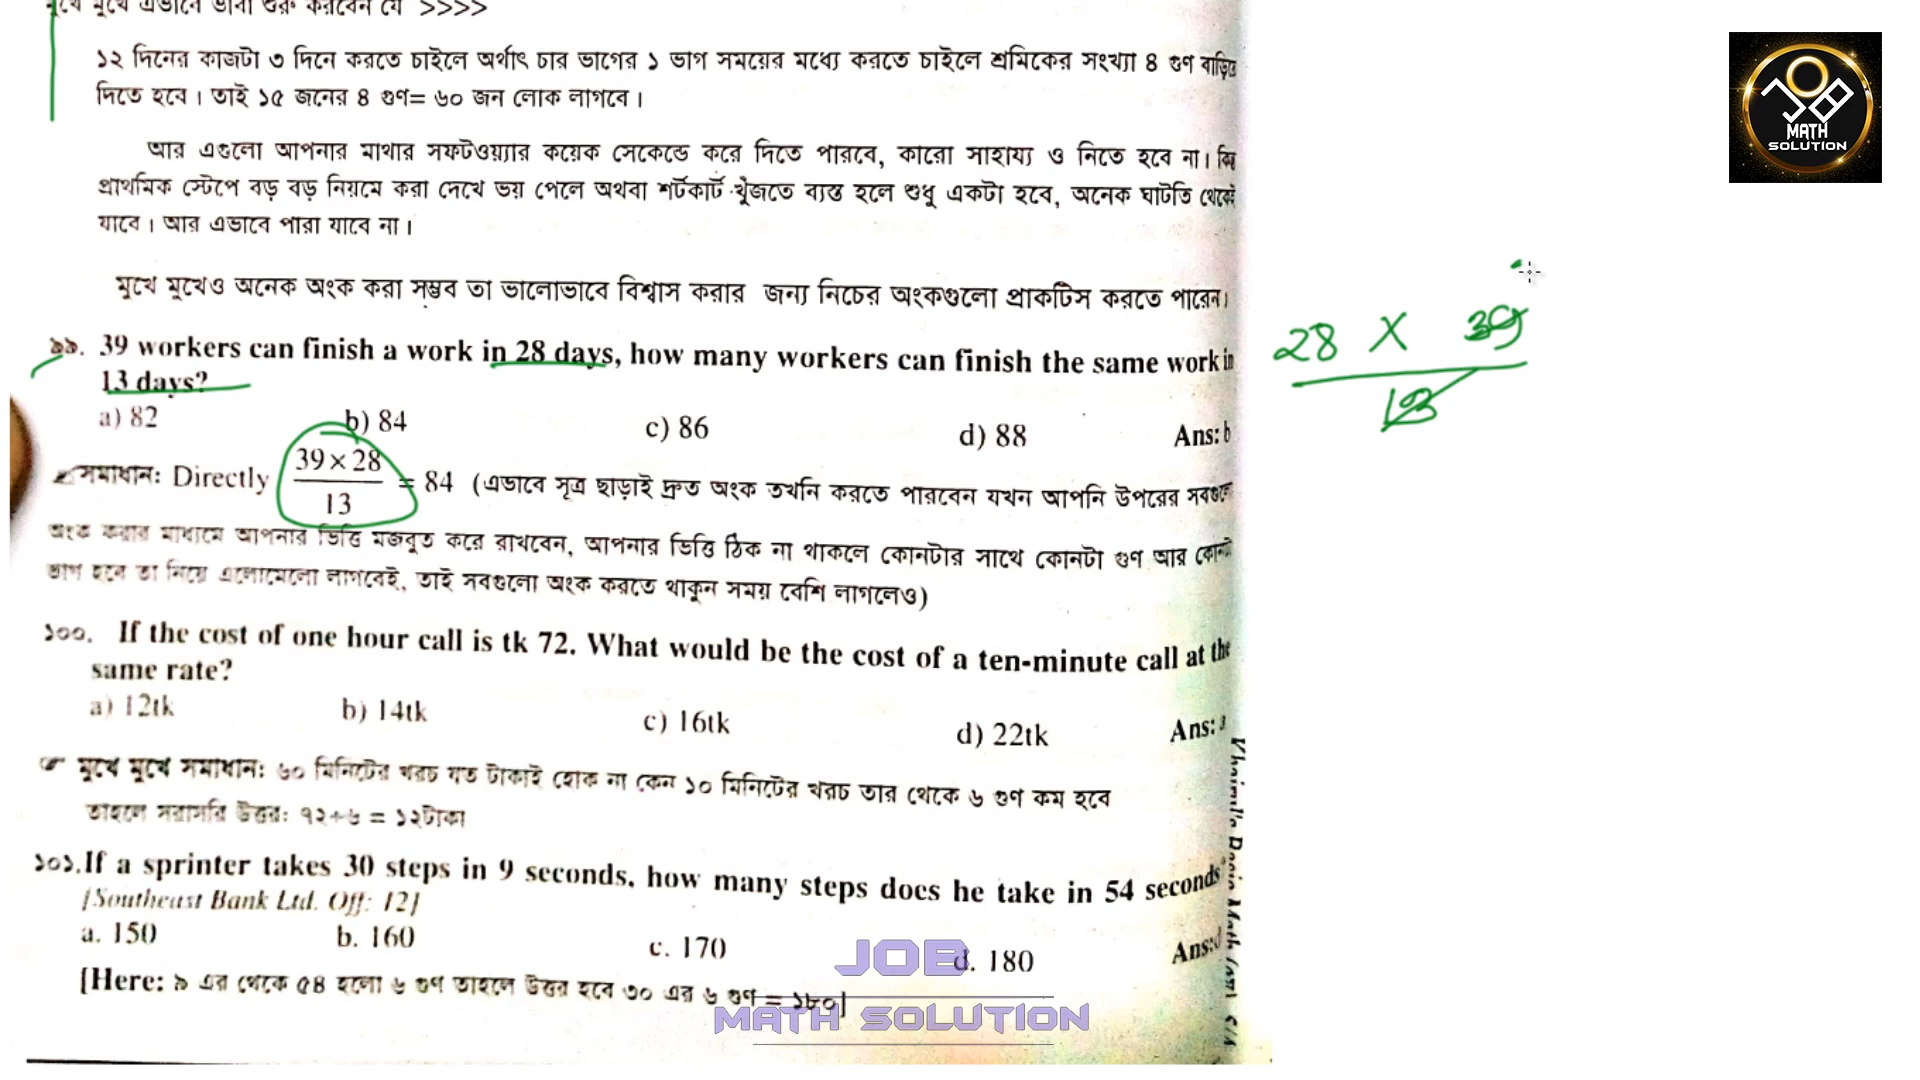 মুখে মুখে এভাবে ভাবা শুরু করবেন যে >>>>
১২ দিনের কাজটা ৩ দিনে করতে চাইলে অর্থাৎ চার ভাগের ১ ভাগ সময়ের মধ্যে করতে চাইলে শ্রমিকের সংখ্যা ৪ গুণ বাড়িয়ে
দিতে হবে। তাই ১৫ জনের ৪ গুণ= ৬০ জন লোক লাগবে।
আর এগুলো আপনার মাথার সফটওয়্যার কয়েক সেকেন্ডে করে দিতে পারবে, কারো সাহায্য ও নিতে হবে না।
প্রাথমিক স্টেপে বড় বড় নিয়মে করা দেখে ভয় পেলে অথবা শর্টকার্ট খুঁজতে ব্যস্ত হলে শুধু একটা হবে, অনেক ঘাটতি থেকেই
যাবে। আর এভাবে পারা যাবে না।
মুখে মুখেও অনেক অংক করা সম্ভব তা ভালোভাবে বিশ্বাস করার জন্য নিচের অংকগুলো প্রাকটিস করতে পারেন।
৯৯. 39 workers can finish a work in 28 days, how many workers can finish the same work in
13 days?
a) 82 b) 84 c) 86 d) 88 Ans: b
সমাধান: Directly 39 × 28 / 13 = 84 (এভাবে সূত্র ছাড়াই দ্রুত অংক তখনি করতে পারবেন যখন আপনি উপরের সবগুলো
অংক করার মাধ্যমে আপনার ভিত্তি মজবুত করে রাখবেন, আপনার ভিত্তি ঠিক না থাকলে কোনটার সাথে কোনটা গুণ আর কোনটা
ভাগ হবে তা নিয়ে এলোমেলো লাগবেই, তাই সবগুলো অংক করতে থাকুন সময় বেশি লাগলেও)
১০০. If the cost of one hour call is tk 72. What would be the cost of a ten-minute call at the
same rate?
a) 12tk b) 14tk c) 16tk d) 22tk Ans: a
মুখে মুখে সমাধান: ৬০ মিনিটের খরচ যত টাকাই হোক না কেন ১০ মিনিটের খরচ তার থেকে ৬ গুণ কম হবে
তাহলে সরাসরি উত্তর: ৭২÷৬ = ১২টাকা
১০১.If a sprinter takes 30 steps in 9 seconds, how many steps does he take in 54 seconds
[Southeast Bank Ltd. Off: 12]
a. 150 b. 160 c. 170 d. 180 Ans:d
[Here: ৯ এর থেকে ৫৪ হলো ৬ গুণ তাহলে উত্তর হবে ৩০ এর ৬ গুণ = ১৮০]
28 × 39
13
JOB
MATH
SOLUTION
JOB
MATH SOLUTION